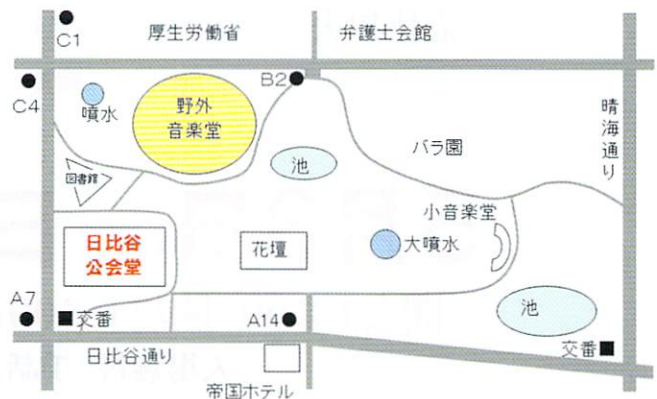 C1
厚生労働省
弁護士会館
C4
噴水
野外
音楽堂
B2
池
バラ園
晴海通り
図書館
日比谷
公会堂
花壇
大噴水
小音楽堂
池
A7
交番
A14
交番
日比谷通り
帝国ホテル